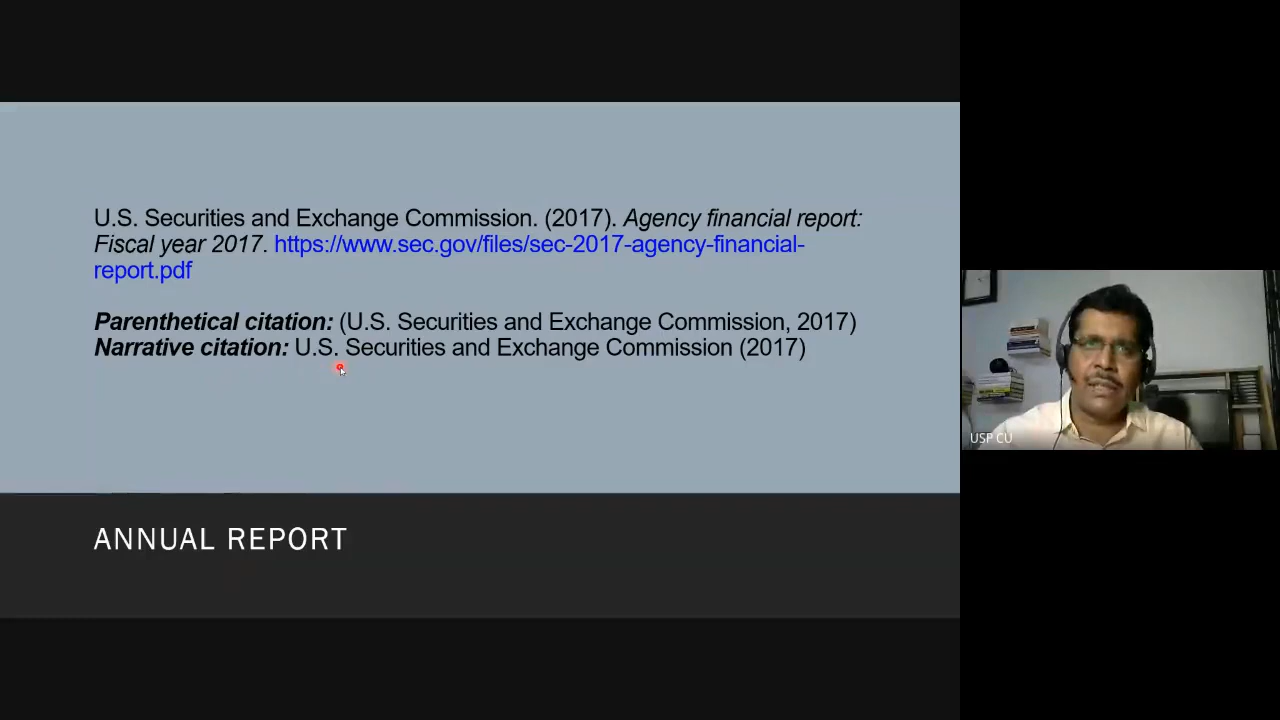 U.S. Securities and Exchange Commission. (2017). Agency financial report:
Fiscal year 2017. https://www.sec.gov/files/sec-2017-agency-financial-
report.pdf
Parenthetical citation: (U.S. Securities and Exchange Commission, 2017)
Narrative citation: U.S. Securities and Exchange Commission (2017)
ANNUAL REPORT
USP CU